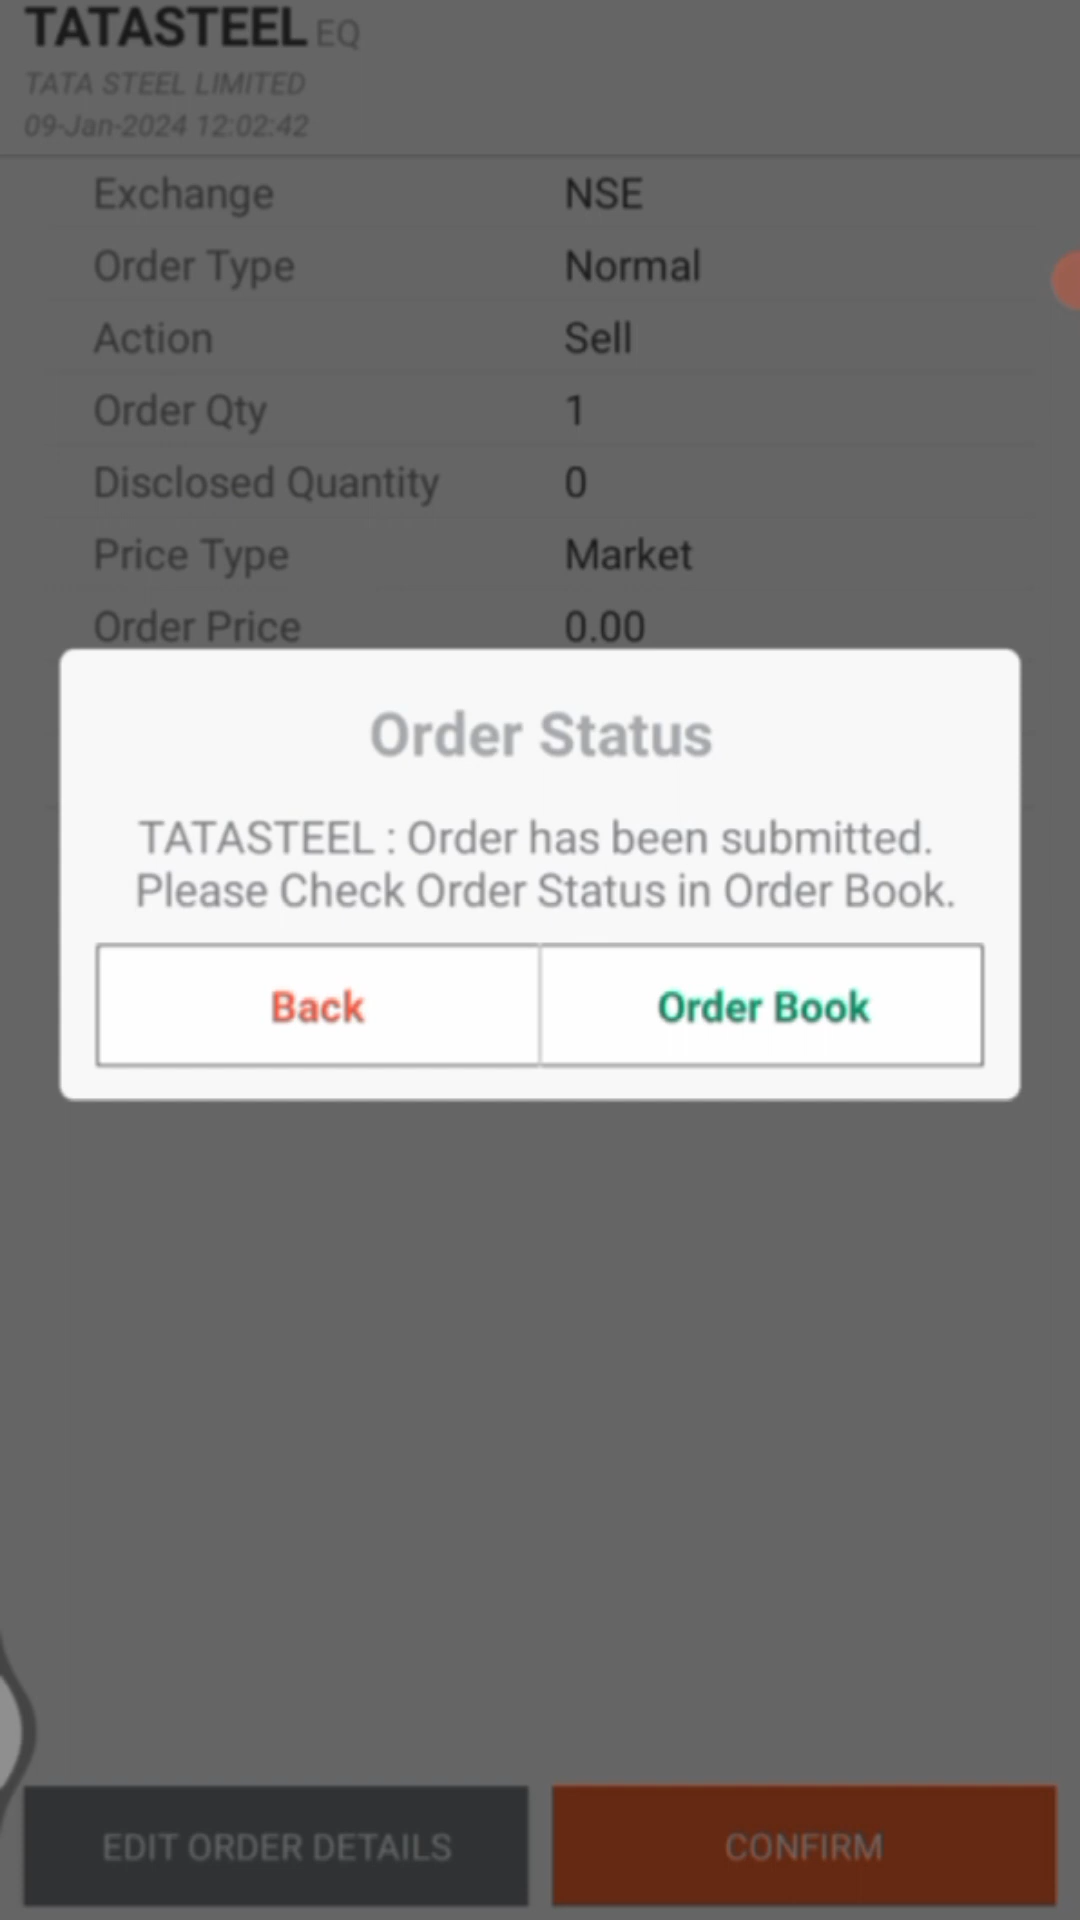 TATASTEEL EQ
TATA STEEL LIMITED
09-Jan-2024 12:02:42
Exchange NSE
Order Type Normal
Action Sell
Order Qty 1
Disclosed Quantity 0
Price Type Market
Order Price 0.00
Order Status
TATASTEEL : Order has been submitted.
Please Check Order Status in Order Book.
Back Order Book
EDIT ORDER DETAILS CONFIRM